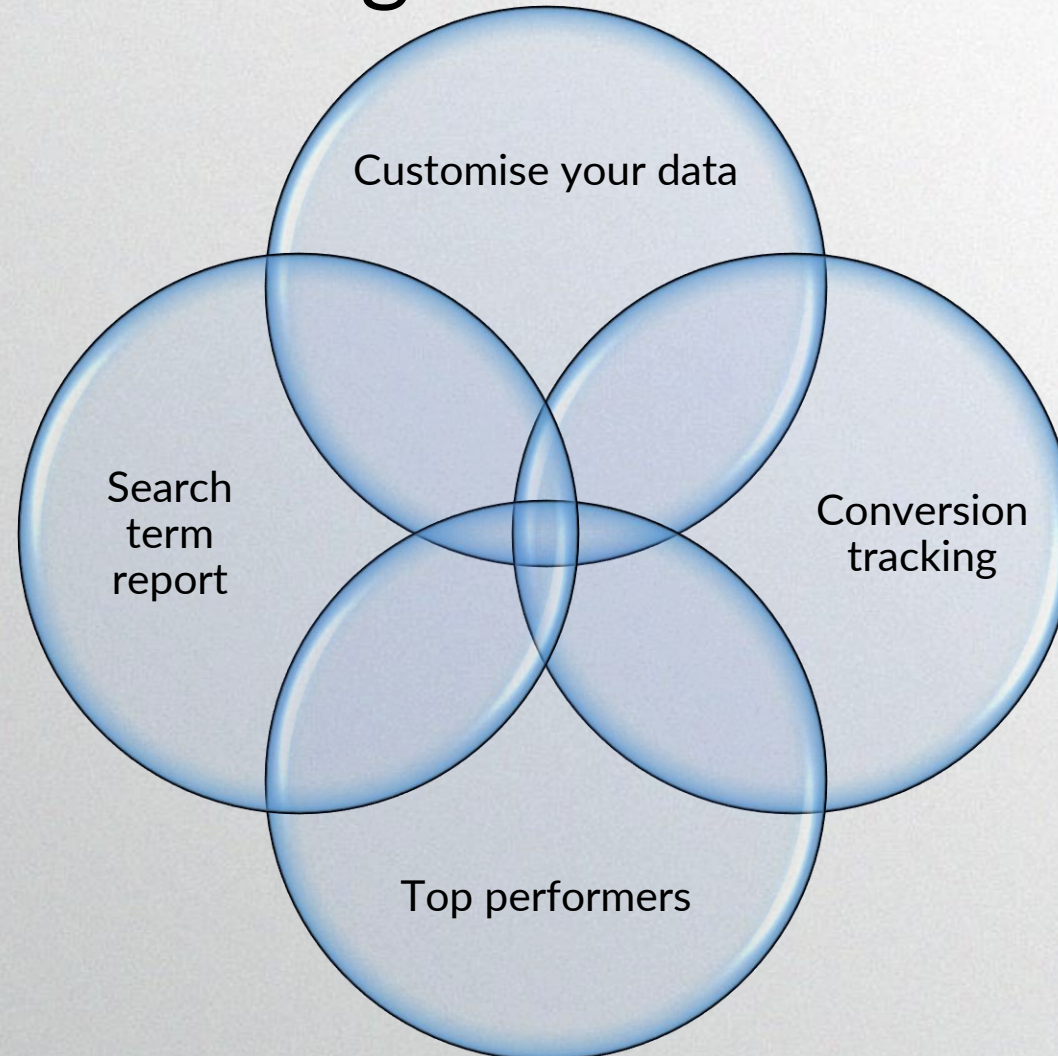 Customise your data
Search
term
report
Conversion
tracking
Top performers